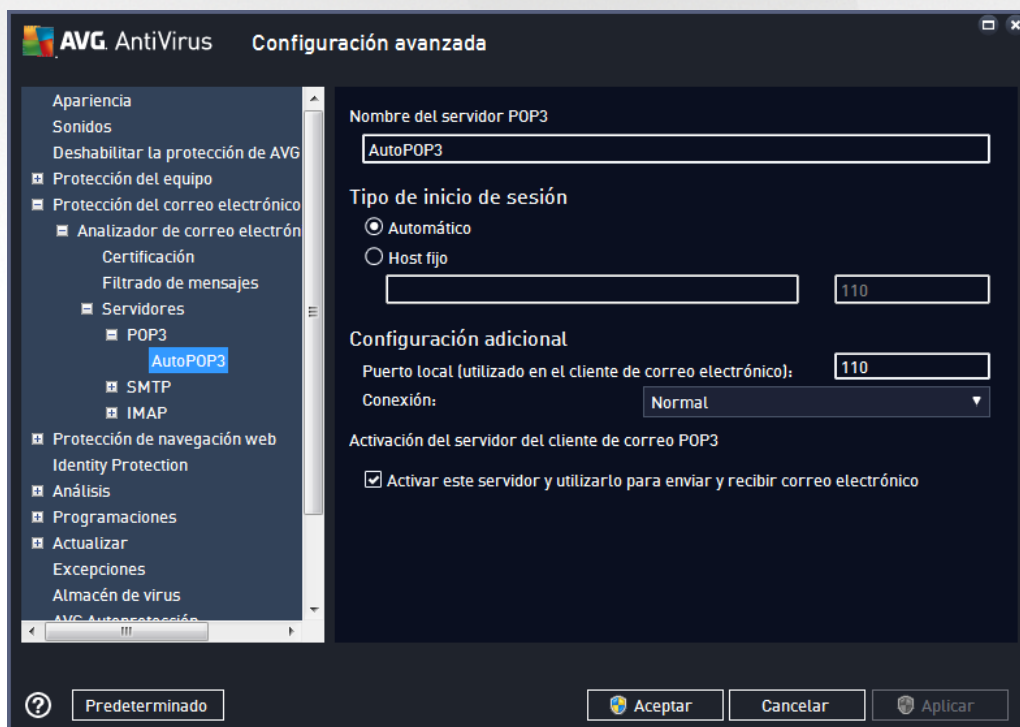 AVG. AntiVirus Configuración avanzada
Apariencia
Sonidos
Deshabilitar la protección de AVG
Protección del equipo
Protección del correo electrónico
Analizador de correo electrón
Certificación
Filtrado de mensajes
Servidores
POP3
AutoPOP3
SMTP
IMAP
Protección de navegación web
Identity Protection
Análisis
Programaciones
Actualizar
Excepciones
Almacén de virus
AVG Autoprotección
Nombre del servidor POP3
AutoPOP3
Tipo de inicio de sesión
Automático
Host fijo
110
Configuración adicional
Puerto local (utilizado en el cliente de correo electrónico): 110
Conexión: Normal
Activación del servidor del cliente de correo POP3
Activar este servidor y utilizarlo para enviar y recibir correo electrónico
? Predeterminado Aceptar Cancelar Aplicar